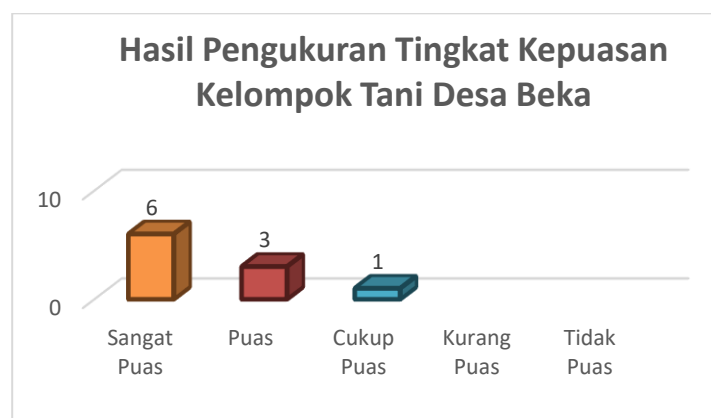 Hasil Pengukuran Tingkat Kepuasan
Kelompok Tani Desa Beka
10
0
6
3
1
Sangat
Puas
Puas
Cukup
Puas
Kurang
Puas
Tidak
Puas